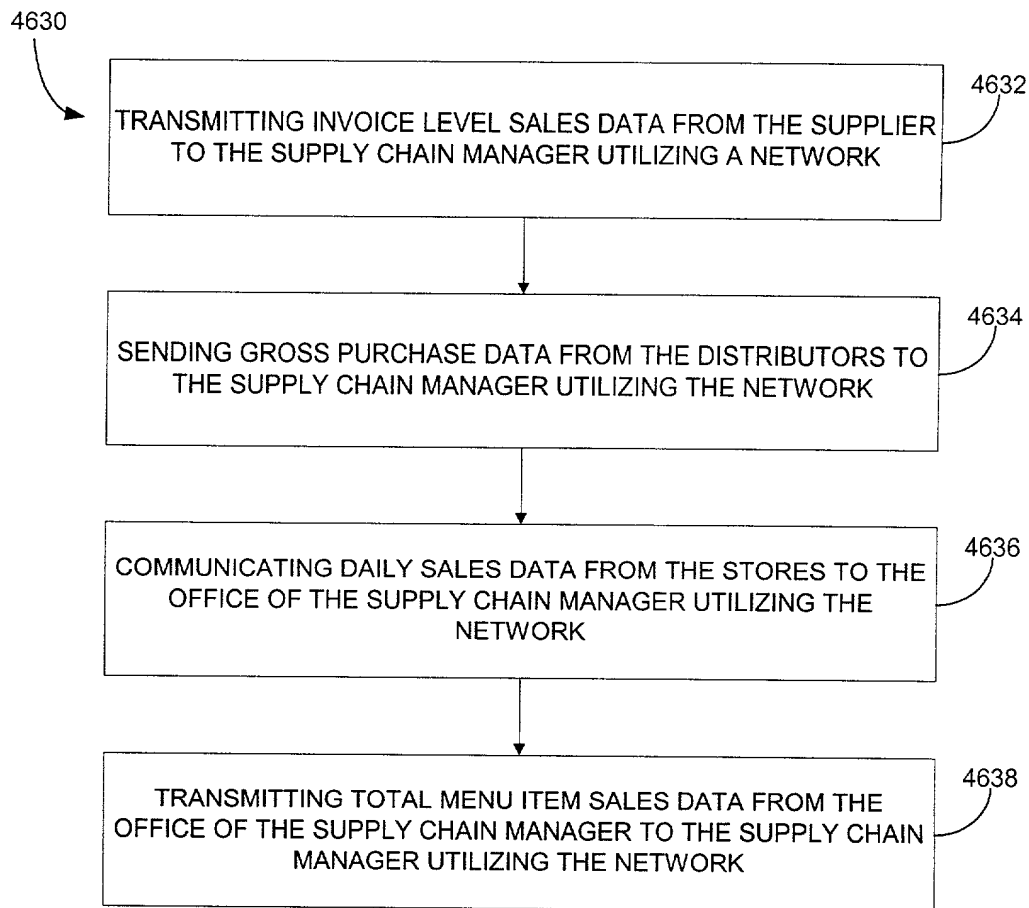 4630
4632
TRANSMITTING INVOICE LEVEL SALES DATA FROM THE SUPPLIER
TO THE SUPPLY CHAIN MANAGER UTILIZING A NETWORK
4634
SENDING GROSS PURCHASE DATA FROM THE DISTRIBUTORS TO
THE SUPPLY CHAIN MANAGER UTILIZING THE NETWORK
4636
COMMUNICATING DAILY SALES DATA FROM THE STORES TO THE
OFFICE OF THE SUPPLY CHAIN MANAGER UTILIZING THE
NETWORK
4638
TRANSMITTING TOTAL MENU ITEM SALES DATA FROM THE
OFFICE OF THE SUPPLY CHAIN MANAGER TO THE SUPPLY CHAIN
MANAGER UTILIZING THE NETWORK